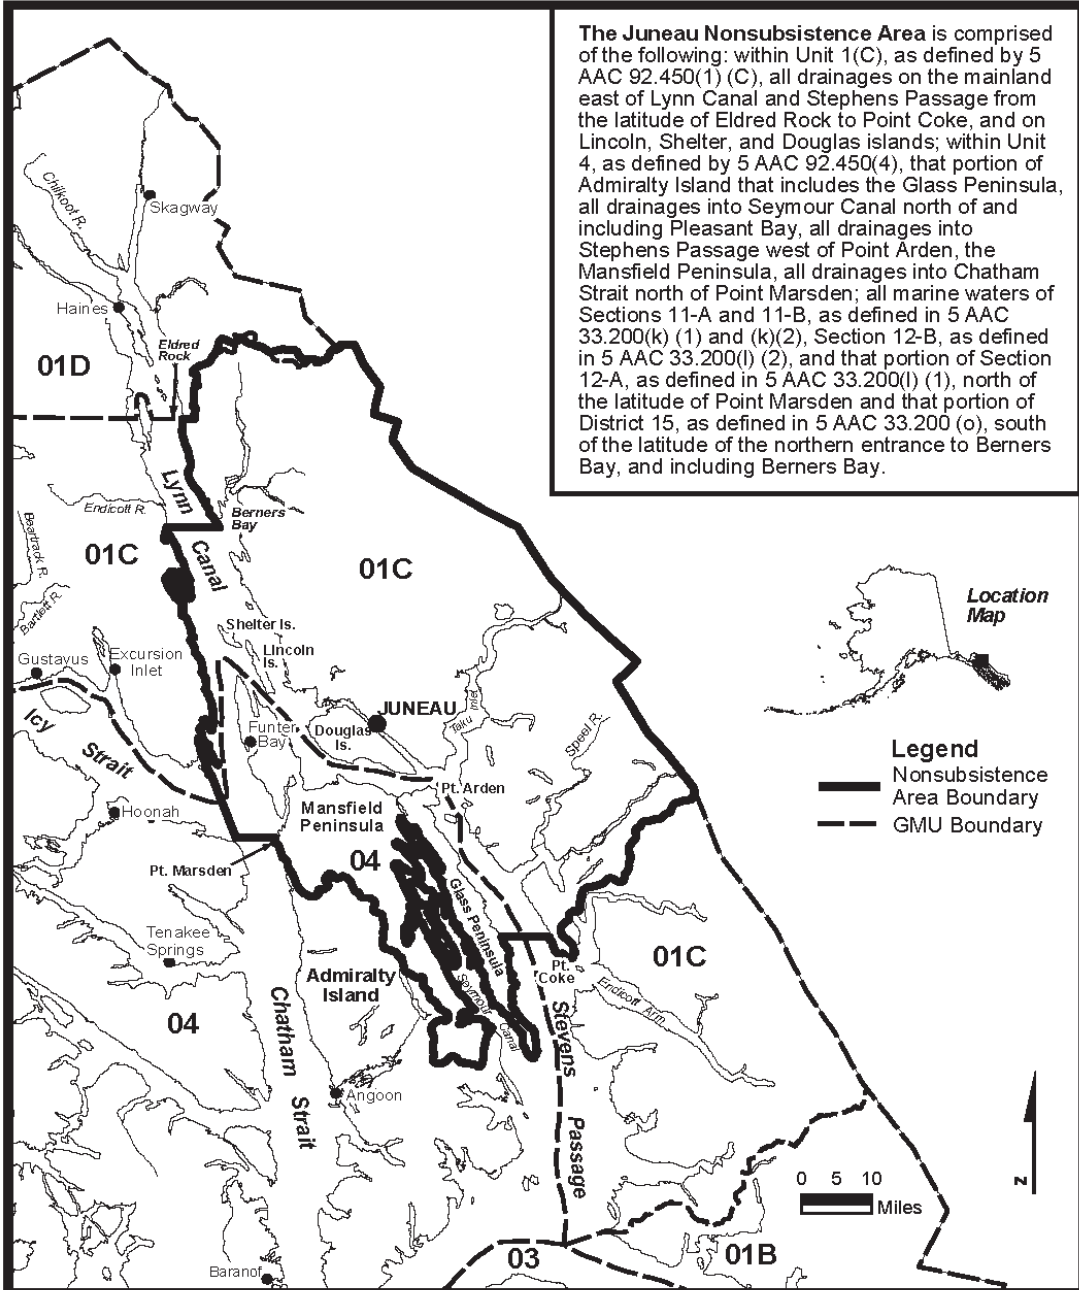 The Juneau Nonsubsistence Area is comprised
of the following: within Unit 1(C), as defined by 5
AAC 92.450(1) (C), all drainages on the mainland
east of Lynn Canal and Stephens Passage from
the latitude of Eldred Rock to Point Coke, and on
Lincoln, Shelter, and Douglas islands; within Unit
4, as defined by 5 AAC 92.450(4), that portion of
Admiralty Island that includes the Glass Peninsula,
all drainages into Seymour Canal north of and
including Pleasant Bay, all drainages into
Stephens Passage west of Point Arden, the
Mansfield Peninsula, all drainages into Chatham
Strait north of Point Marsden; all marine waters of
Sections 11-A and 11-B, as defined in 5 AAC
33.200(k) (1) and (k)(2), Section 12-B, as defined
in 5 AAC 33.200(l) (2), and that portion of Section
12-A, as defined in 5 AAC 33.200(l) (1), north of
the latitude of Point Marsden and that portion of
District 15, as defined in 5 AAC 33.200 (o), south
of the latitude of the northern entrance to Berners
Bay, and including Berners Bay.
Chilkoot R.
Skagway
Haines
Eldred
Rock
01D
Lynn
Canal
Endicott R.
Berners
Bay
Beartrack R.
01C
01C
Bartlett R.
Location
Map
Shelter Is.
Lincoln
Is.
Gustavus
Excursion
Inlet
JUNEAU
Taku Inlet
Icy
Strait
Funter
Bay
Douglas
Is.
Speel R.
Legend
Nonsubsistence
Area Boundary
GMU Boundary
Pt. Arden
Hoonah
Mansfield
Peninsula
Pt. Marsden
04
Glass Peninsula
Tenakee
Springs
01C
Pt.
Coke
Admiralty
Island
Seymour
Canal
Endicott Arm
04
Chatham
Strait
Stevens
Passage
Angoon
0 5 10
Miles
N
03
01B
Baranof